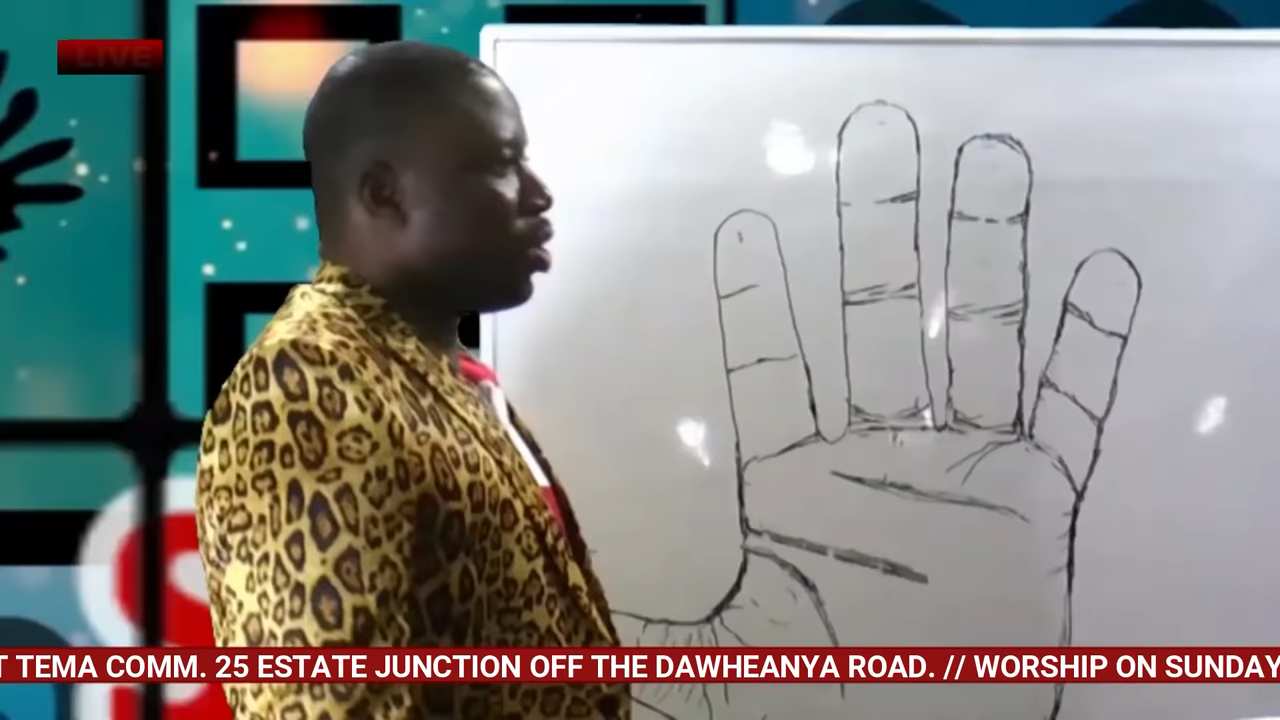 LIVE
T TEMA COMM. 25 ESTATE JUNCTION OFF THE DAWHEANYA ROAD. // WORSHIP ON SUNDAY